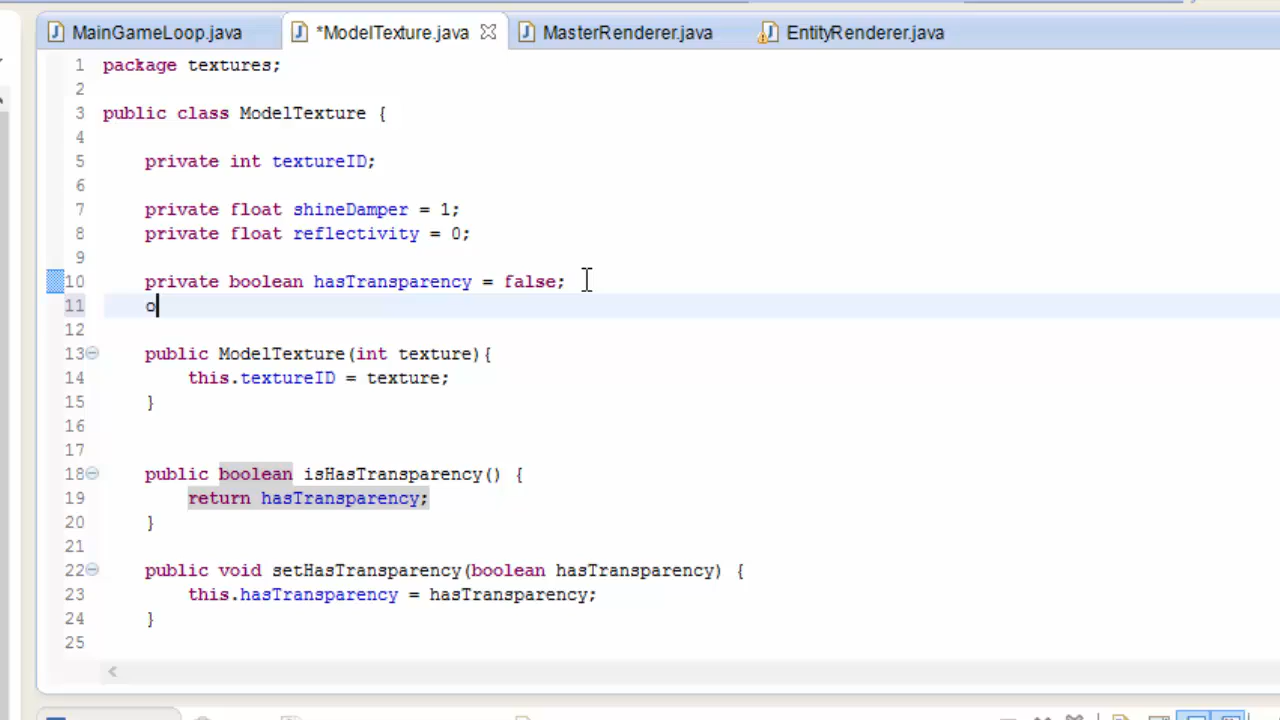 MainGameLoop.java *ModelTexture.java MasterRenderer.java EntityRenderer.java
1 package textures;
2
3 public class ModelTexture {
4
5 private int textureID;
6
7 private float shineDamper = 1;
8 private float reflectivity = 0;
9
10 private boolean hasTransparency = false;
11 o
12
13 public ModelTexture(int texture){
14 this.textureID = texture;
15 }
16
17
18 public boolean isHasTransparency() {
19 return hasTransparency;
20 }
21
22 public void setHasTransparency(boolean hasTransparency) {
23 this.hasTransparency = hasTransparency;
24 }
25